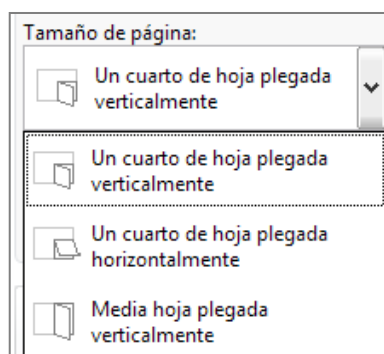 Tamaño de página:
Un cuarto de hoja plegada
verticalmente
Un cuarto de hoja plegada
verticalmente
Un cuarto de hoja plegada
horizontalmente
Media hoja plegada
verticalmente